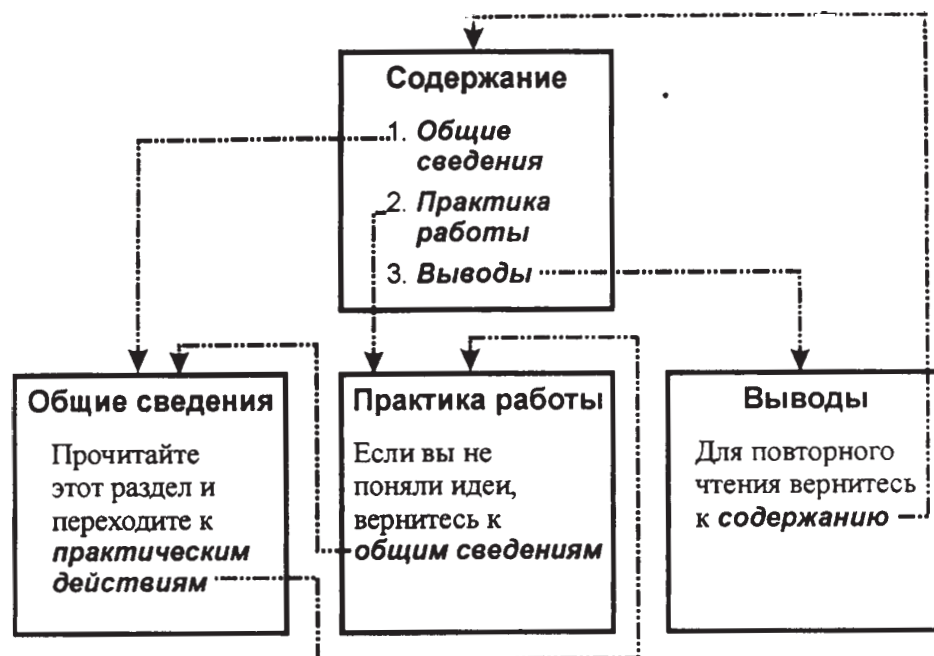 Содержание
1. Общие
сведения
2. Практика
работы
3. Выводы
Общие сведения
Прочитайте
этот раздел и
переходите к
практическим
действиям
Практика работы
Если вы не
поняли идеи,
вернитесь к
общим сведениям
Выводы
Для повторного
чтения вернитесь
к содержанию